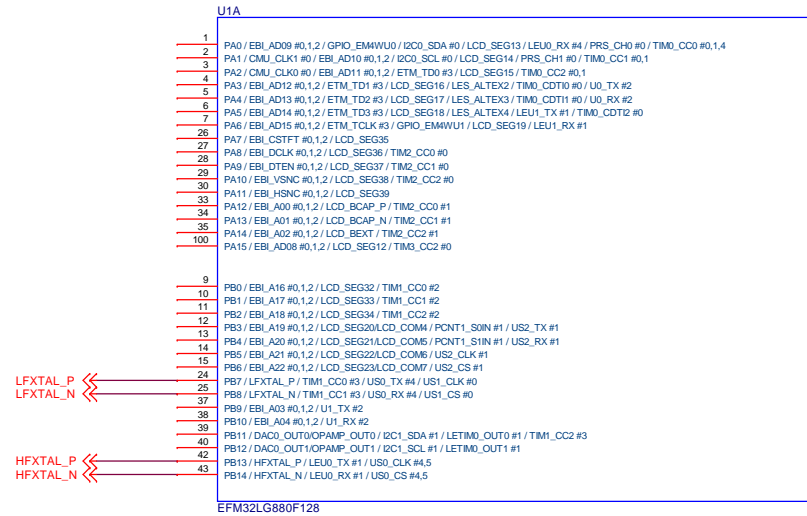 U1A
1 PA0 / EBI_AD09 #0,1,2 / GPIO_EM4WU0 / I2C0_SDA #0 / LCD_SEG13 / LEU0_RX #4 / PRS_CH0 #0 / TIM0_CC0 #0,1,4
2 PA1 / CMU_CLK1 #0 / EBI_AD10 #0,1,2 / I2C0_SCL #0 / LCD_SEG14 / PRS_CH1 #0 / TIM0_CC1 #0,1
3 PA2 / CMU_CLK0 #0 / EBI_AD11 #0,1,2 / ETM_TD0 #3 / LCD_SEG15 / TIM0_CC2 #0,1
4 PA3 / EBI_AD12 #0,1,2 / ETM_TD1 #3 / LCD_SEG16 / LES_ALTEX2 / TIM0_CDTI0 #0 / U0_TX #2
5 PA4 / EBI_AD13 #0,1,2 / ETM_TD2 #3 / LCD_SEG17 / LES_ALTEX3 / TIM0_CDTI1 #0 / U0_RX #2
6 PA5 / EBI_AD14 #0,1,2 / ETM_TD3 #3 / LCD_SEG18 / LES_ALTEX4 / LEU1_TX #1 / TIM0_CDTI2 #0
7 PA6 / EBI_AD15 #0,1,2 / ETM_TCLK #3 / GPIO_EM4WU1 / LCD_SEG19 / LEU1_RX #1
26 PA7 / EBI_CSTFT #0,1,2 / LCD_SEG35
27 PA8 / EBI_DCLK #0,1,2 / LCD_SEG36 / TIM2_CC0 #0
28 PA9 / EBI_DTEN #0,1,2 / LCD_SEG37 / TIM2_CC1 #0
29 PA10 / EBI_VSNC #0,1,2 / LCD_SEG38 / TIM2_CC2 #0
30 PA11 / EBI_HSNC #0,1,2 / LCD_SEG39
33 PA12 / EBI_A00 #0,1,2 / LCD_BCAP_P / TIM2_CC0 #1
34 PA13 / EBI_A01 #0,1,2 / LCD_BCAP_N / TIM2_CC1 #1
35 PA14 / EBI_A02 #0,1,2 / LCD_BEXT / TIM2_CC2 #1
100 PA15 / EBI_AD08 #0,1,2 / LCD_SEG12 / TIM3_CC2 #0
9 PB0 / EBI_A16 #0,1,2 / LCD_SEG32 / TIM1_CC0 #2
10 PB1 / EBI_A17 #0,1,2 / LCD_SEG33 / TIM1_CC1 #2
11 PB2 / EBI_A18 #0,1,2 / LCD_SEG34 / TIM1_CC2 #2
12 PB3 / EBI_A19 #0,1,2 / LCD_SEG20/LCD_COM4 / PCNT1_S0IN #1 / US2_TX #1
13 PB4 / EBI_A20 #0,1,2 / LCD_SEG21/LCD_COM5 / PCNT1_S1IN #1 / US2_RX #1
14 PB5 / EBI_A21 #0,1,2 / LCD_SEG22/LCD_COM6 / US2_CLK #1
15 PB6 / EBI_A22 #0,1,2 / LCD_SEG23/LCD_COM7 / US2_CS #1
LFXTAL_P 24 PB7 / LFXTAL_P / TIM1_CC0 #3 / US0_TX #4 / US1_CLK #0
LFXTAL_N 25 PB8 / LFXTAL_N / TIM1_CC1 #3 / US0_RX #4 / US1_CS #0
37 PB9 / EBI_A03 #0,1,2 / U1_TX #2
38 PB10 / EBI_A04 #0,1,2 / U1_RX #2
39 PB11 / DAC0_OUT0/OPAMP_OUT0 / I2C1_SDA #1 / LETIM0_OUT0 #1 / TIM1_CC2 #3
40 PB12 / DAC0_OUT1/OPAMP_OUT1 / I2C1_SCL #1 / LETIM0_OUT1 #1
HFXTAL_P 42 PB13 / HFXTAL_P / LEU0_TX #1 / US0_CLK #4,5
HFXTAL_N 43 PB14 / HFXTAL_N / LEU0_RX #1 / US0_CS #4,5
EFM32LG880F128